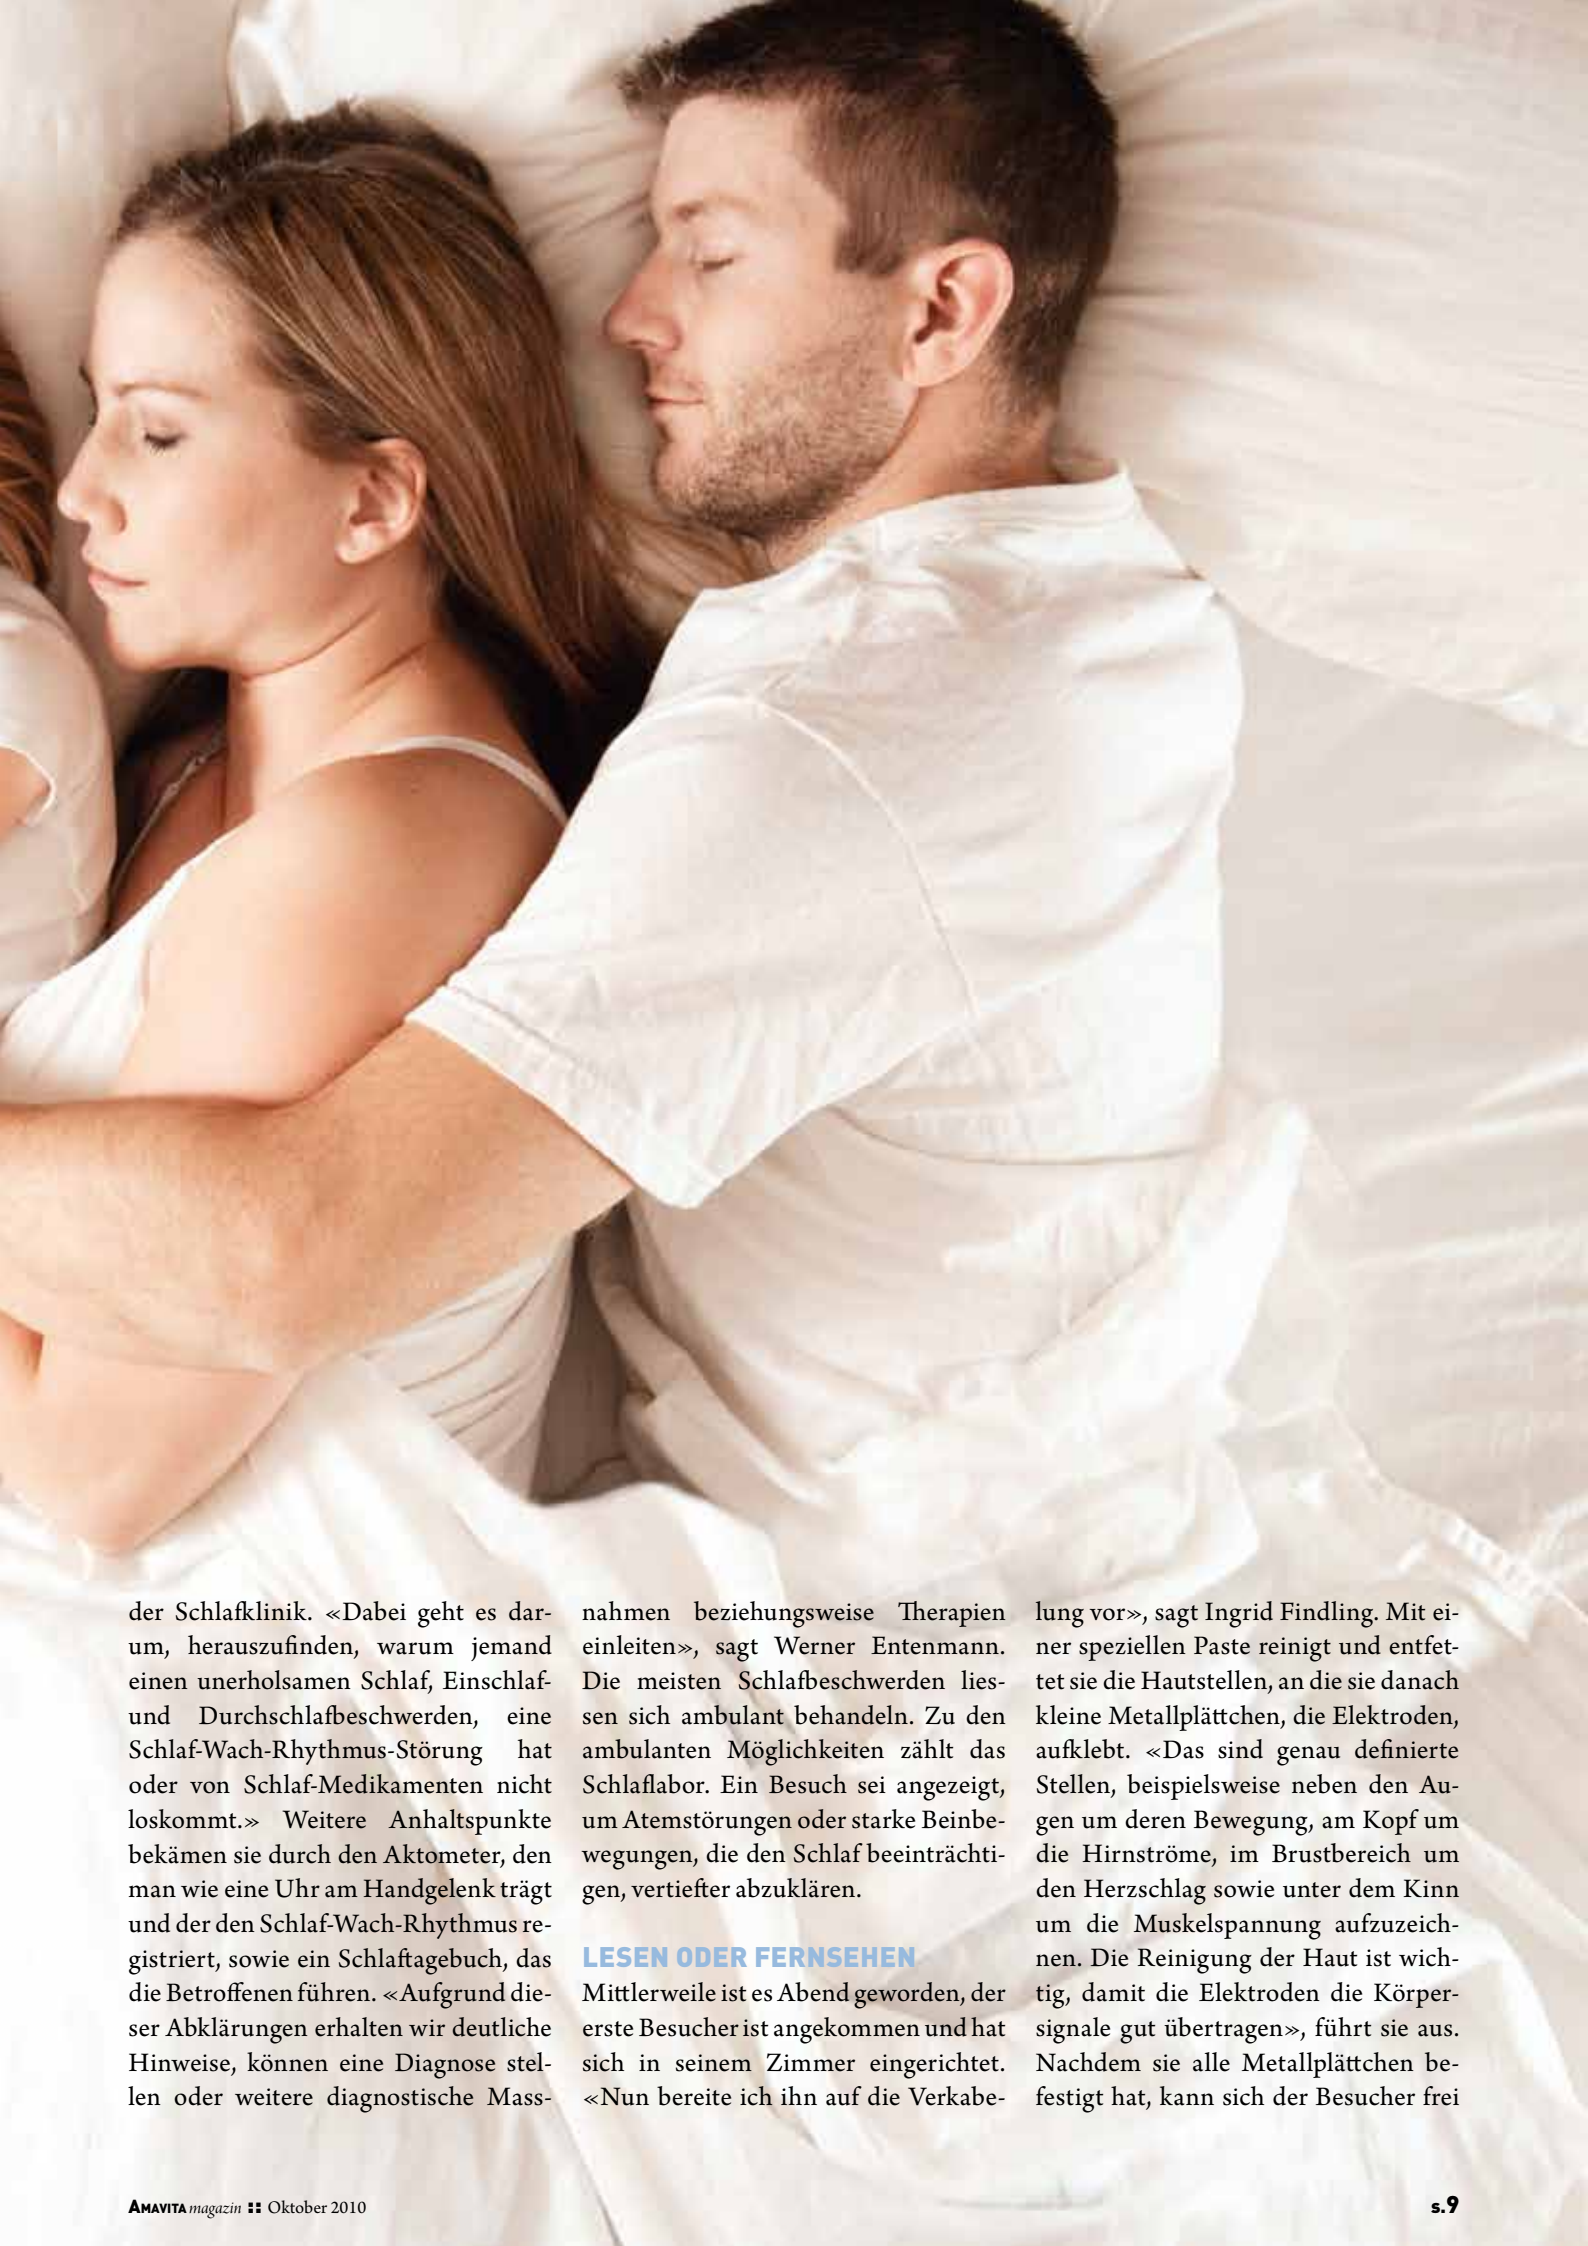 der Schlafklinik. «Dabei geht es dar-
um, herauszufinden, warum jemand
einen unerholsamen Schlaf, Einschlaf-
und Durchschlafbeschwerden, eine
Schlaf-Wach-Rhythmus-Störung hat
oder von Schlaf-Medikamenten nicht
loskommt.» Weitere Anhaltspunkte
bekämen sie durch den Aktometer, den
man wie eine Uhr am Handgelenk trägt
und der den Schlaf-Wach-Rhythmus re-
gistriert, sowie ein Schlaftagebuch, das
die Betroffenen führen. «Aufgrund die-
ser Abklärungen erhalten wir deutliche
Hinweise, können eine Diagnose stel-
len oder weitere diagnostische Mass-
nahmen beziehungsweise Therapien
einleiten», sagt Werner Entenmann.
Die meisten Schlafbeschwerden lies-
sen sich ambulant behandeln. Zu den
ambulanten Möglichkeiten zählt das
Schlaflabor. Ein Besuch sei angezeigt,
um Atemstörungen oder starke Beinbe-
wegungen, die den Schlaf beeinträchti-
gen, vertiefter abzuklären.
LESEN ODER FERNSEHEN
Mittlerweile ist es Abend geworden, der
erste Besucher ist angekommen und hat
sich in seinem Zimmer eingerichtet.
«Nun bereite ich ihn auf die Verkabe-
lung vor», sagt Ingrid Findling. Mit ei-
ner speziellen Paste reinigt und entfet-
tet sie die Hautstellen, an die sie danach
kleine Metallplättchen, die Elektroden,
aufklebt. «Das sind genau definierte
Stellen, beispielsweise neben den Au-
gen um deren Bewegung, am Kopf um
die Hirnströme, im Brustbereich um
den Herzschlag sowie unter dem Kinn
um die Muskelspannung aufzuzeich-
nen. Die Reinigung der Haut ist wich-
tig, damit die Elektroden die Körper-
signale gut übertragen», führt sie aus.
Nachdem sie alle Metallplättchen be-
festigt hat, kann sich der Besucher frei
AMAVITA magazin :: Oktober 2010
s.9